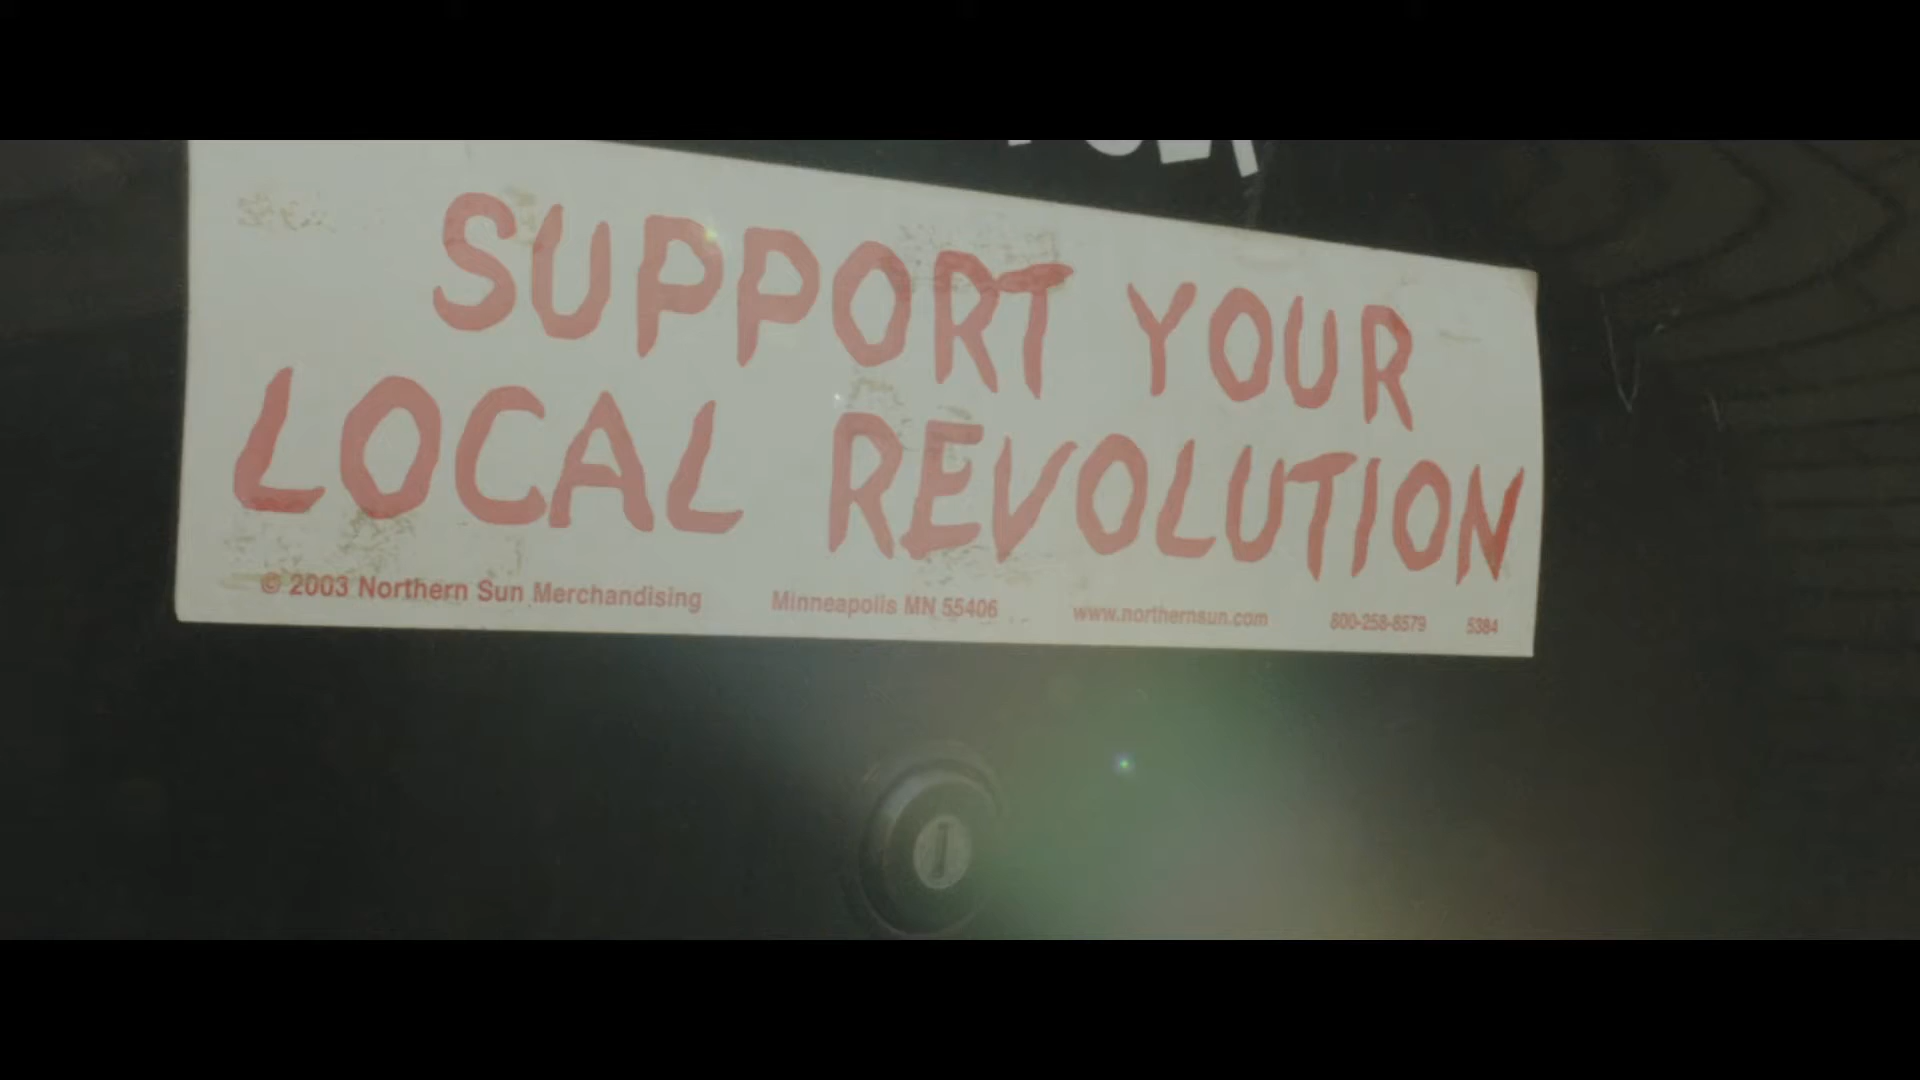 SUPPORT YOUR
LOCAL REVOLUTION
© 2003 Northern Sun Merchandising Minneapolis MN 55406 www.northernsun.com 800-258-8579 5384